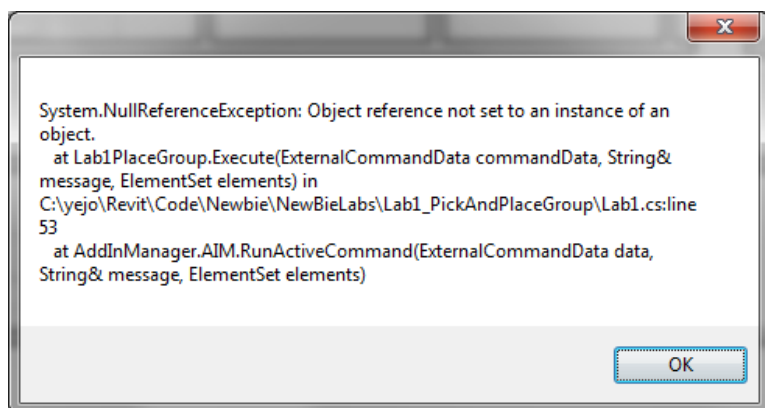 System.NullReferenceException: Object reference not set to an instance of an
object.
at Lab1PlaceGroup.Execute(ExternalCommandData commandData, String&
message, ElementSet elements) in
C:\yejo\Revit\Code\Newbie\NewBieLabs\Lab1_PickAndPlaceGroup\Lab1.cs:line
53
at AddInManager.AIM.RunActiveCommand(ExternalCommandData data,
String& message, ElementSet elements)
OK